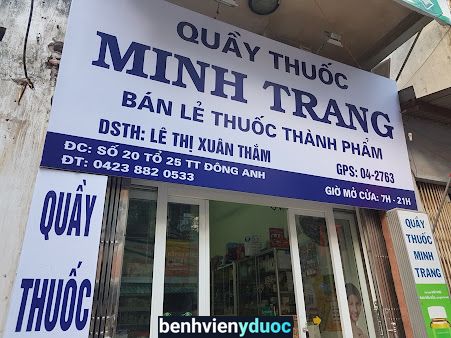 QUẦY THUỐC
MINH TRANG
BÁN LẺ THUỐC THÀNH PHẨM
DSTH: LÊ THỊ XUÂN THẮM
GPS: 04-2763
ĐC: SỐ 20 TỔ 25 TT ĐÔNG ANH
ĐT: 0423 882 0533
GIỜ MỞ CỬA: 7H - 21H
QUẦY
THUỐC
QUẦY
THUỐC
MINH
TRANG
benhvienyduoc